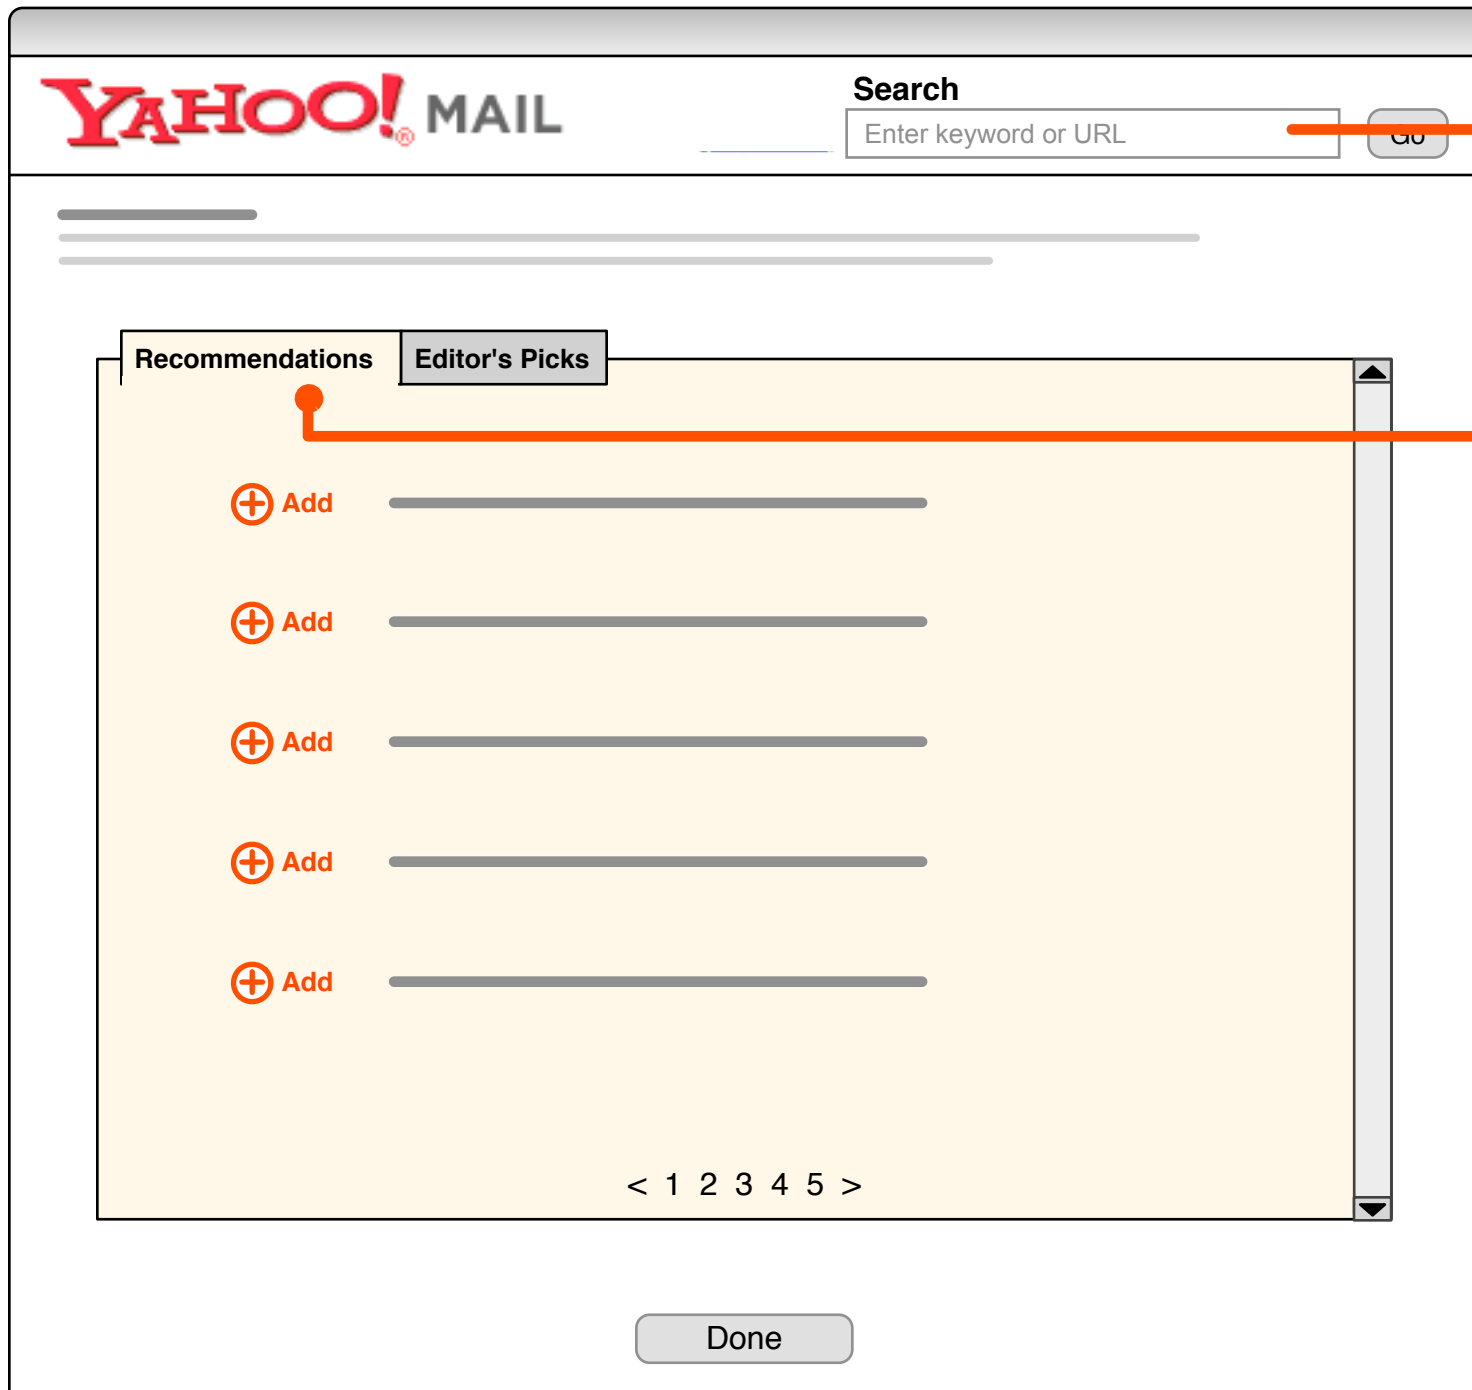 YAHOO!® MAIL
Search
Enter keyword or URL
Go
Recommendations
Editor's Picks
Add
Add
Add
Add
Add
< 1 2 3 4 5 >
Done